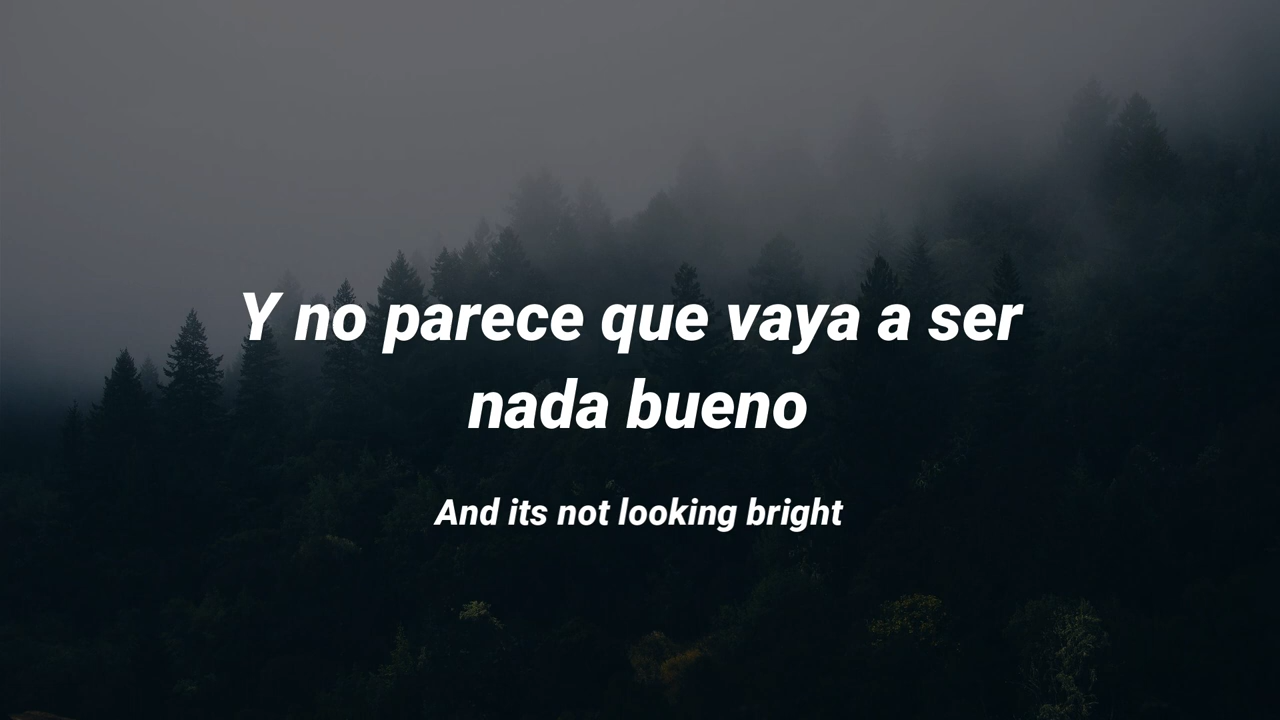 Y no parece que vaya a ser
nada bueno
And its not looking bright